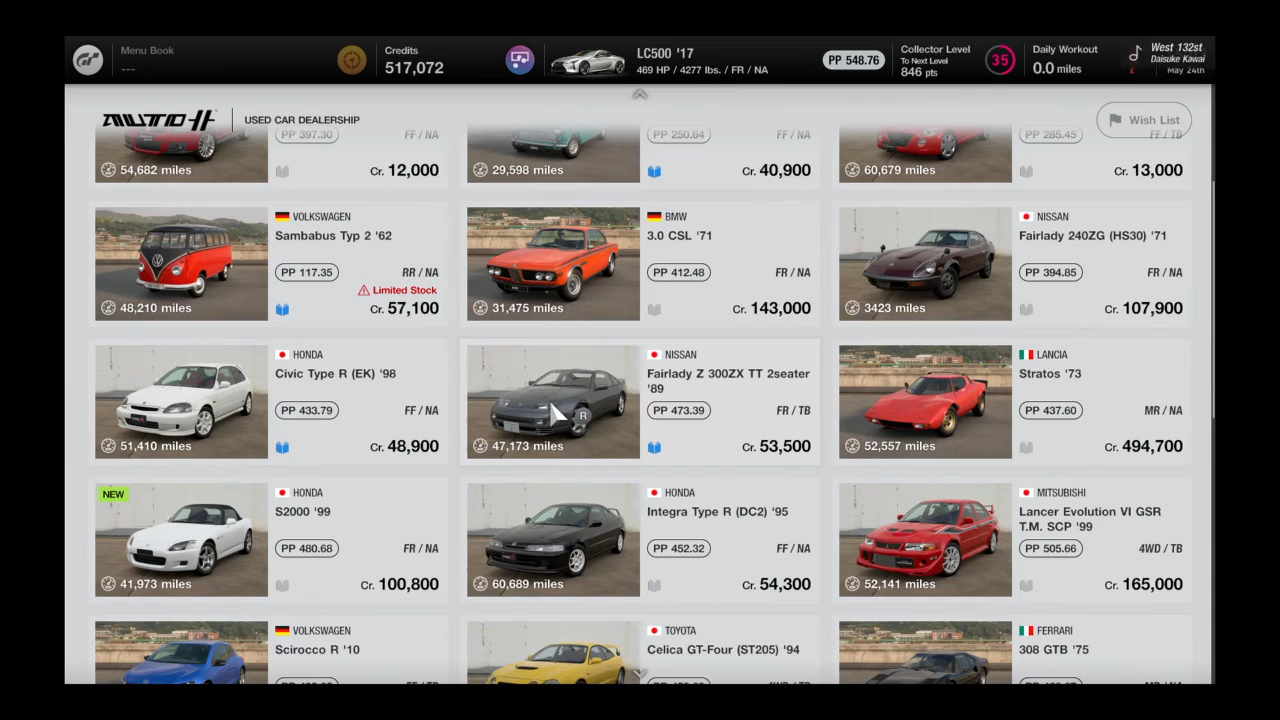 Menu Book
---
Credits
517,072
LC500 '17
469 HP / 4277 lbs. / FR / NA
PP 548.76
Collector Level
To Next Level
846 pts
35
Daily Workout
0.0 miles
West 132st
Daisuke Kawai
May 24th
AUTO
USED CAR DEALERSHIP
Wish List
54,682 miles
PP 397.30
FF / NA
Cr. 12,000
29,598 miles
PP 250.64
FF / NA
Cr. 40,900
60,679 miles
PP 285.45
FF / TB
Cr. 13,000
VOLKSWAGEN
Sambabus Typ 2 '62
PP 117.35
RR / NA
Limited Stock
48,210 miles
Cr. 57,100
BMW
3.0 CSL '71
PP 412.48
FR / NA
31,475 miles
Cr. 143,000
NISSAN
Fairlady 240ZG (HS30) '71
PP 394.85
FR / NA
3423 miles
Cr. 107,900
HONDA
Civic Type R (EK) '98
PP 433.79
FF / NA
51,410 miles
Cr. 48,900
NISSAN
Fairlady Z 300ZX TT 2seater
'89
PP 473.39
FR / TB
R
47,173 miles
Cr. 53,500
LANCIA
Stratos '73
PP 437.60
MR / NA
52,557 miles
Cr. 494,700
NEW
HONDA
S2000 '99
PP 480.68
FR / NA
41,973 miles
Cr. 100,800
HONDA
Integra Type R (DC2) '95
PP 452.32
FF / NA
60,689 miles
Cr. 54,300
MITSUBISHI
Lancer Evolution VI GSR
T.M. SCP '99
PP 505.66
4WD / TB
52,141 miles
Cr. 165,000
VOLKSWAGEN
Scirocco R '10
TOYOTA
Celica GT-Four (ST205) '94
FERRARI
308 GTB '75